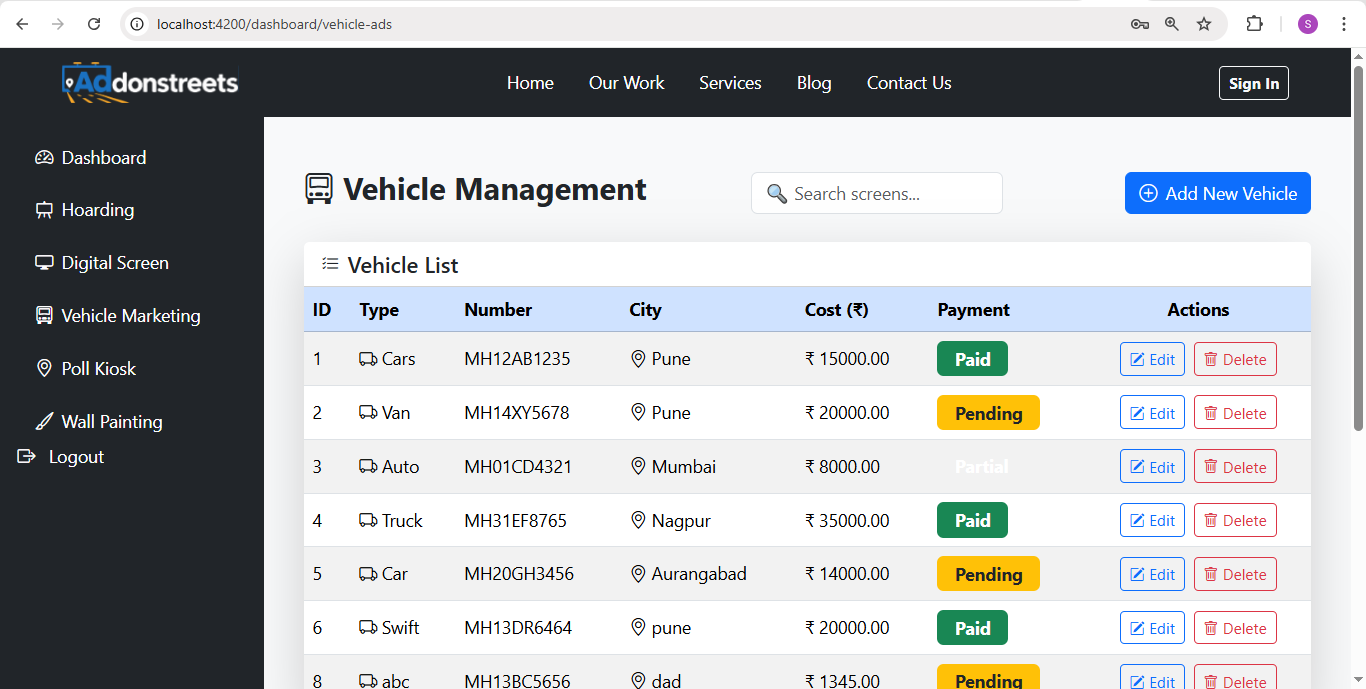 localhost:4200/dashboard/vehicle-ads
S
Addonstreets
Home Our Work Services Blog Contact Us
Sign In
Dashboard
Hoarding
Digital Screen
Vehicle Marketing
Poll Kiosk
Wall Painting
Logout
Vehicle Management
Search screens...
Add New Vehicle
Vehicle List
ID Type Number City Cost (₹) Payment Actions
1 Cars MH12AB1235 Pune ₹ 15000.00 Paid Edit Delete
2 Van MH14XY5678 Pune ₹ 20000.00 Pending Edit Delete
3 Auto MH01CD4321 Mumbai ₹ 8000.00 Partial Edit Delete
4 Truck MH31EF8765 Nagpur ₹ 35000.00 Paid Edit Delete
5 Car MH20GH3456 Aurangabad ₹ 14000.00 Pending Edit Delete
6 Swift MH13DR6464 pune ₹ 20000.00 Paid Edit Delete
8 abc MH13BC5656 dad ₹ 1345.00 Pending Edit Delete